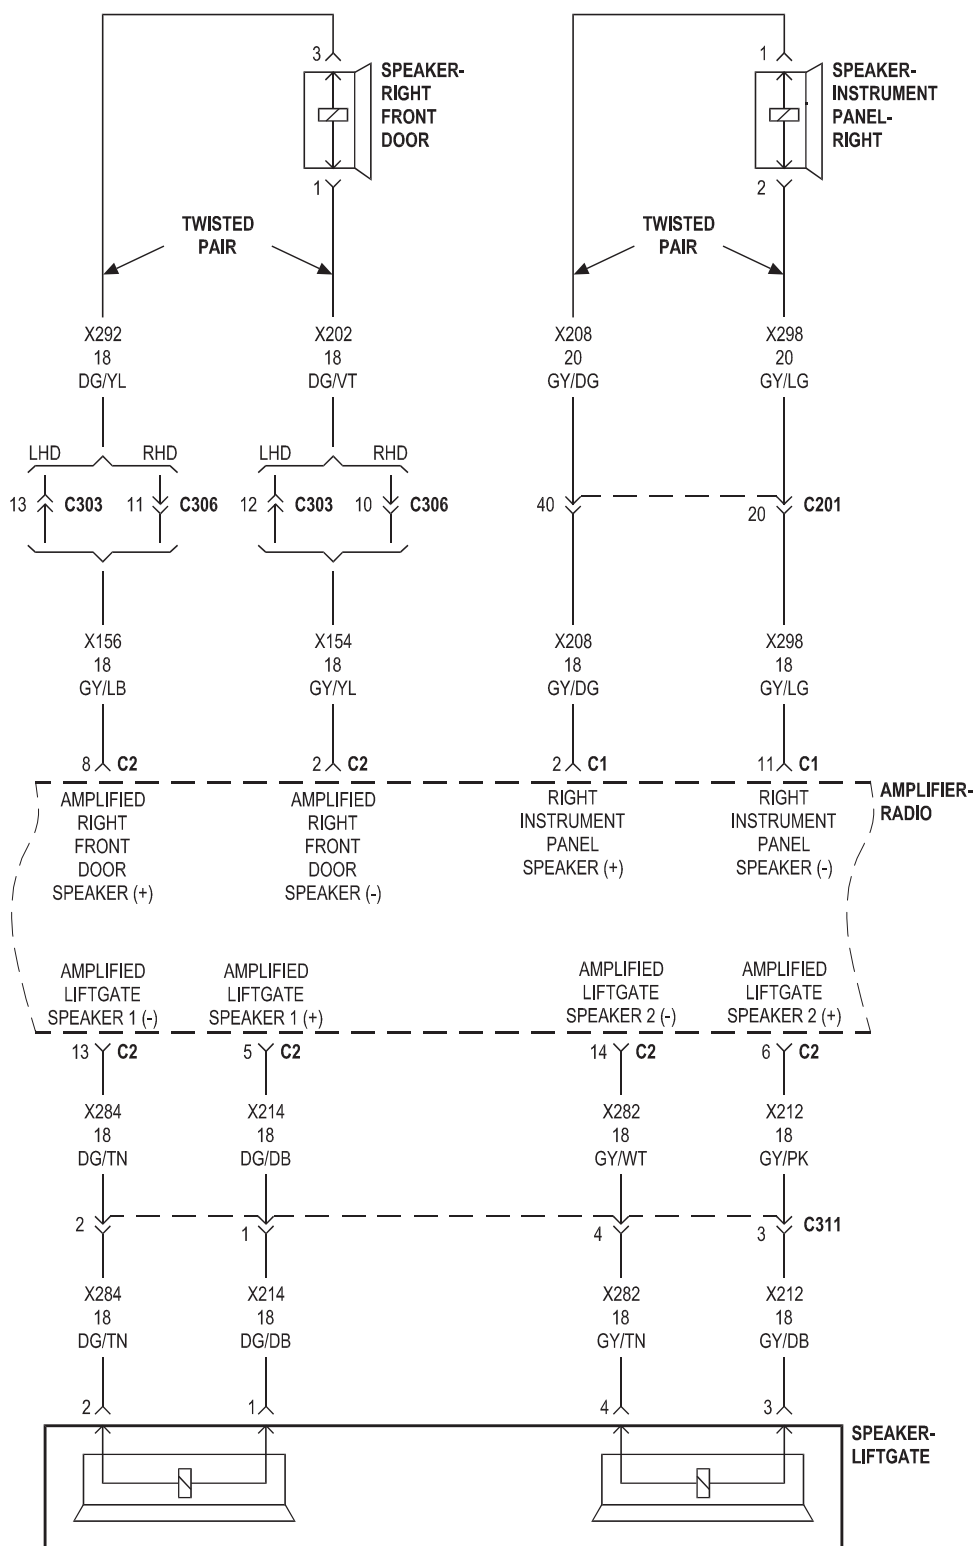 3
SPEAKER-
RIGHT
FRONT
DOOR
1
1
SPEAKER-
INSTRUMENT
PANEL-
RIGHT
2
TWISTED
PAIR
TWISTED
PAIR
X292
18
DG/YL
X202
18
DG/VT
X208
20
GY/DG
X298
20
GY/LG
LHD RHD
LHD RHD
13 C303 11 C306
12 C303 10 C306
40
20 C201
X156
18
GY/LB
X154
18
GY/YL
X208
18
GY/DG
X298
18
GY/LG
8 C2
2 C2
2 C1
11 C1
AMPLIFIER-
RADIO
AMPLIFIED
RIGHT
FRONT
DOOR
SPEAKER (+)
AMPLIFIED
RIGHT
FRONT
DOOR
SPEAKER (-)
RIGHT
INSTRUMENT
PANEL
SPEAKER (+)
RIGHT
INSTRUMENT
PANEL
SPEAKER (-)
AMPLIFIED
LIFTGATE
SPEAKER 1 (-)
AMPLIFIED
LIFTGATE
SPEAKER 1 (+)
AMPLIFIED
LIFTGATE
SPEAKER 2 (-)
AMPLIFIED
LIFTGATE
SPEAKER 2 (+)
13 C2
5 C2
14 C2
6 C2
X284
18
DG/TN
X214
18
DG/DB
X282
18
GY/WT
X212
18
GY/PK
2
1
4
3
C311
X284
18
DG/TN
X214
18
DG/DB
X282
18
GY/TN
X212
18
GY/DB
2
1
4
3
SPEAKER-
LIFTGATE